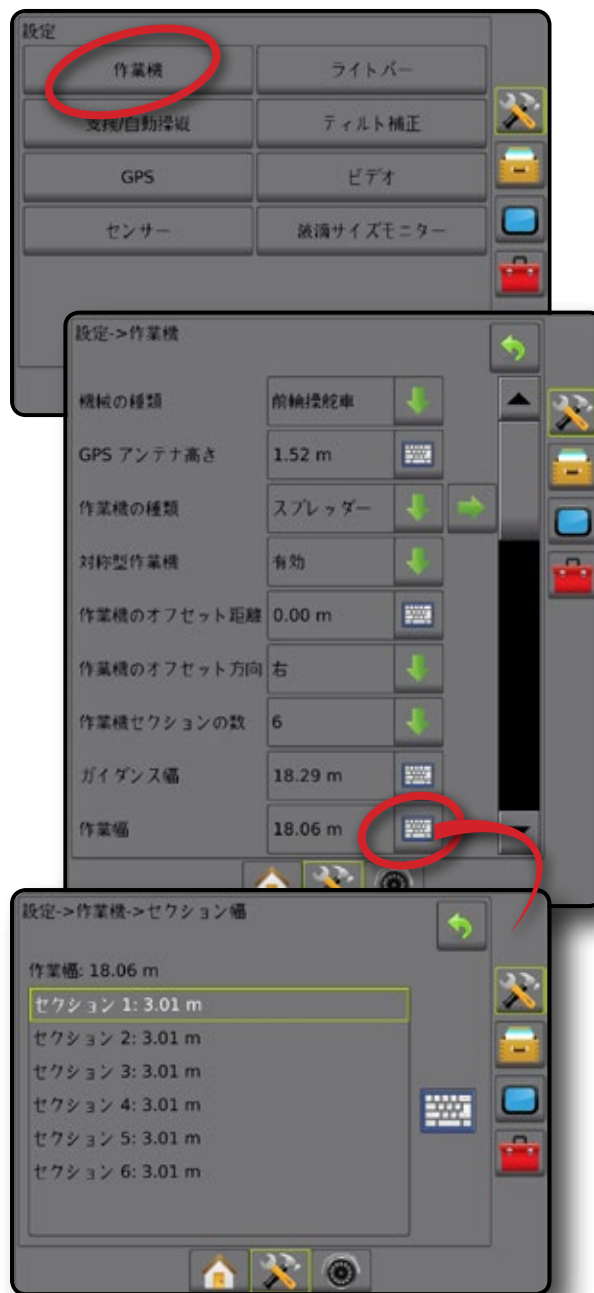 設定
作業機 ライトバー
支援/自動操縦 ティルト補正
GPS ビデオ
センサー 液滴サイズモニター
設定->作業機
機械の種類 前輪操舵車
GPS アンテナ高さ 1.52 m
作業機の種類 スプレッダー
対称型作業機 有効
作業機のオフセット距離 0.00 m
作業機のオフセット方向 右
作業機セクションの数 6
ガイダンス幅 18.29 m
作業幅 18.06 m
設定->作業機->セクション幅
作業幅: 18.06 m
セクション 1: 3.01 m
セクション 2: 3.01 m
セクション 3: 3.01 m
セクション 4: 3.01 m
セクション 5: 3.01 m
セクション 6: 3.01 m